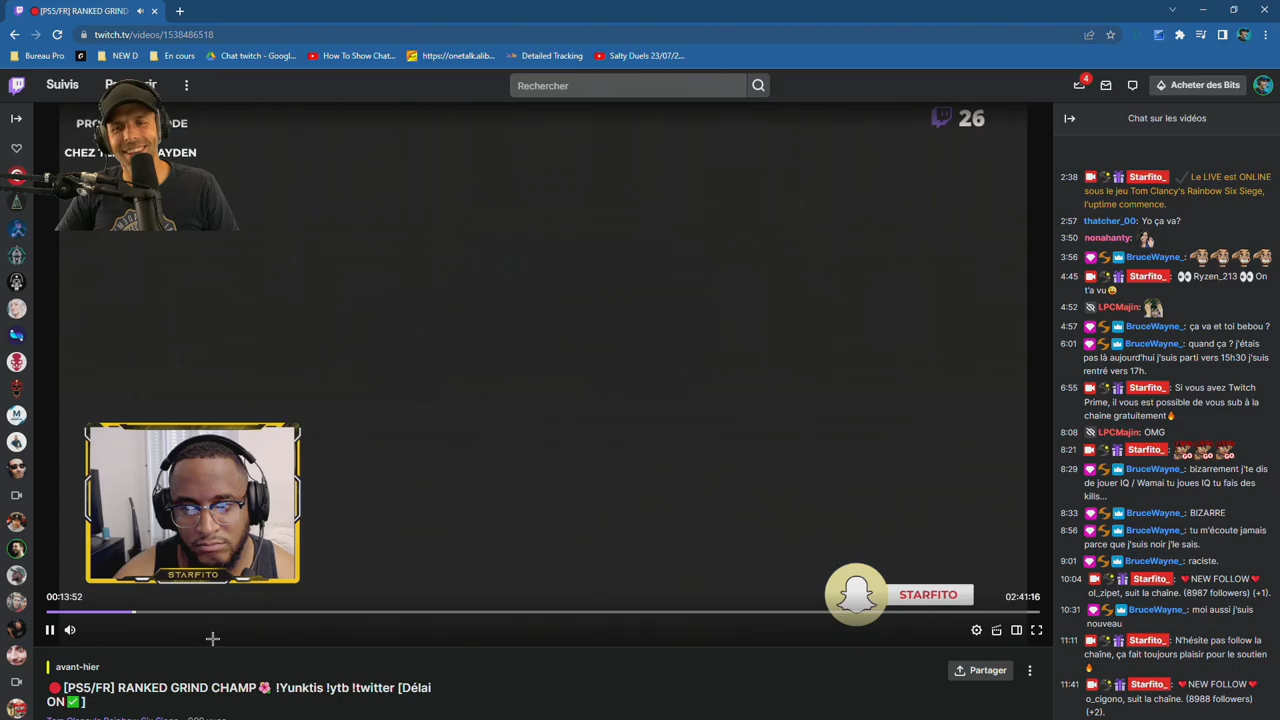 [PS5/FR] RANKED GRIND
twitch.tv/videos/1538486518
Bureau Pro
NEW D
En cours
Chat twitch - Googl...
How To Show Chat...
https://onetalk.alib...
Detailed Tracking
Salty Duels 23/07/2...
Suivis
Rechercher
4
Acheter des Bits
CHEZ
26
STARFITO
STARFITO
00:13:52
02:41:16
avant-hier
Partager
🔴[PS5/FR] RANKED GRIND CHAMP🌸 !Yunktis !ytb !twitter [Délai
ON✅]
Chat sur les vidéos
2:38 Starfito_ ✓ Le LIVE est ONLINE
sous le jeu Tom Clancy's Rainbow Six Siege,
l'uptime commence.
2:57 thatcher_00: Yo ça va?
3:50 nonahanty:
3:56 BruceWayne_:
4:45 Starfito_: 👀 Ryzen_213 👀 On
t'a vu😄
4:52 LPCMajin:
4:57 BruceWayne_: ça va et toi bebou ?
6:01 BruceWayne_: quand ça ? j'étais
pas là aujourd'hui j'suis parti vers 15h30 j'suis
rentré vers 17h.
6:55 Starfito_: Si vous avez Twitch
Prime, il vous est possible de vous sub à la
chaine gratuitement🔥
8:08 LPCMajin: OMG
8:21 Starfito_:
8:29 BruceWayne_: bizarrement j'te dis
de jouer IQ / Wamai tu joues IQ tu fais des
kills...
8:33 BruceWayne_: BIZARRE
8:56 BruceWayne_: tu m'écoute jamais
parce que j'suis noir j'le sais.
9:01 BruceWayne_: raciste.
10:04 Starfito_: ❤️NEW FOLLOW❤️
ol_zipet, suit la chaîne. (8987 followers) (+1).
10:31 BruceWayne_: moi aussi j'suis
nouveau
11:11 Starfito_: N'hésite pas follow la
chaîne, ça fait toujours plaisir pour le soutien
🔥
11:41 Starfito_: ❤️NEW FOLLOW❤️
o_cigono, suit la chaîne. (8988 followers)
(+2).